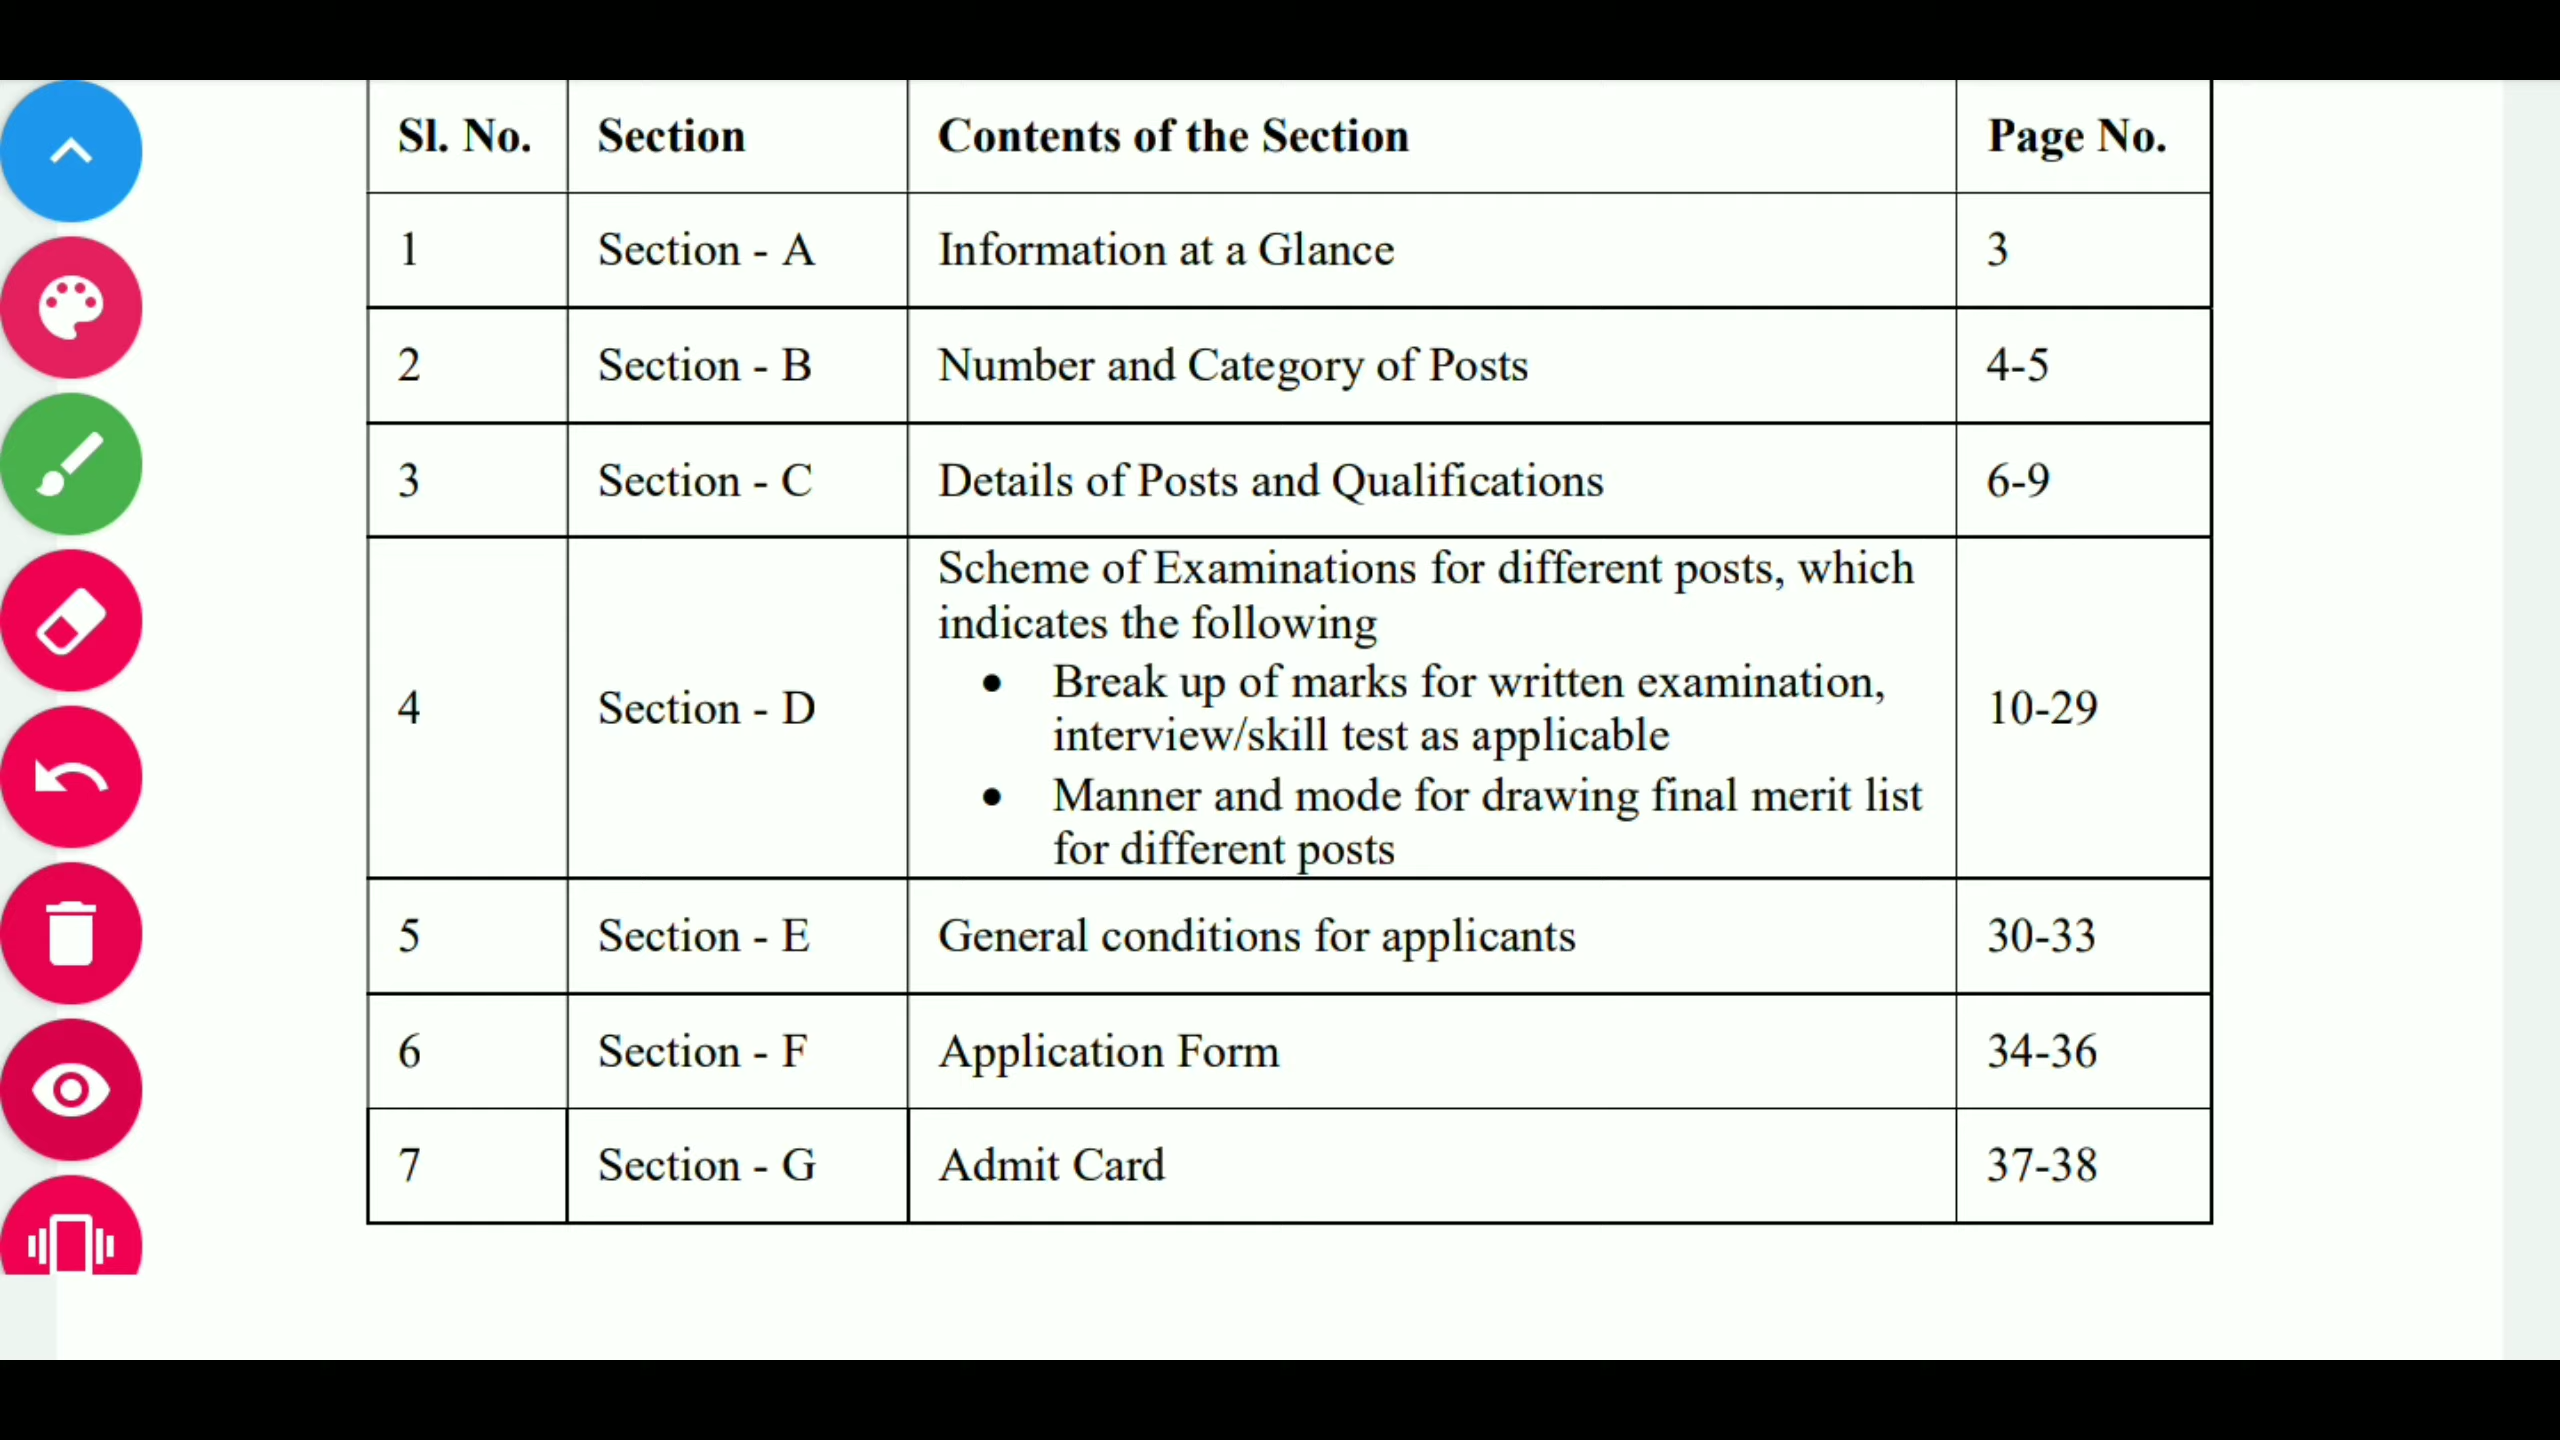 Sl. No. Section Contents of the Section Page No.
1 Section - A Information at a Glance 3
2 Section - B Number and Category of Posts 4-5
3 Section - C Details of Posts and Qualifications 6-9
4 Section - D Scheme of Examinations for different posts, which
indicates the following
• Break up of marks for written examination,
interview/skill test as applicable
• Manner and mode for drawing final merit list
for different posts
10-29
5 Section - E General conditions for applicants 30-33
6 Section - F Application Form 34-36
7 Section - G Admit Card 37-38